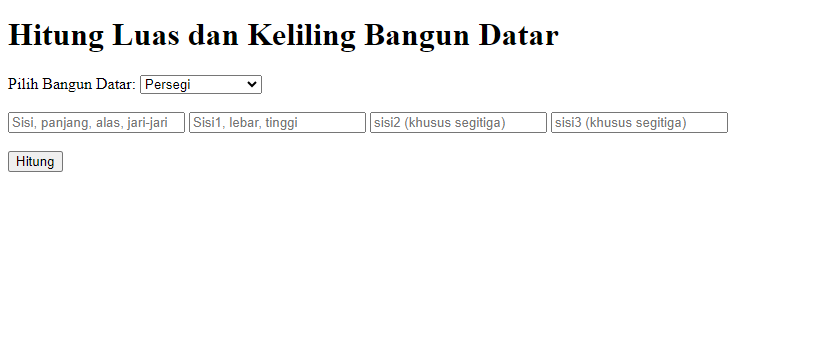 Hitung Luas dan Keliling Bangun Datar
Pilih Bangun Datar: Persegi
Sisi, panjang, alas, jari-jari Sisi1, lebar, tinggi sisi2 (khusus segitiga) sisi3 (khusus segitiga)
Hitung